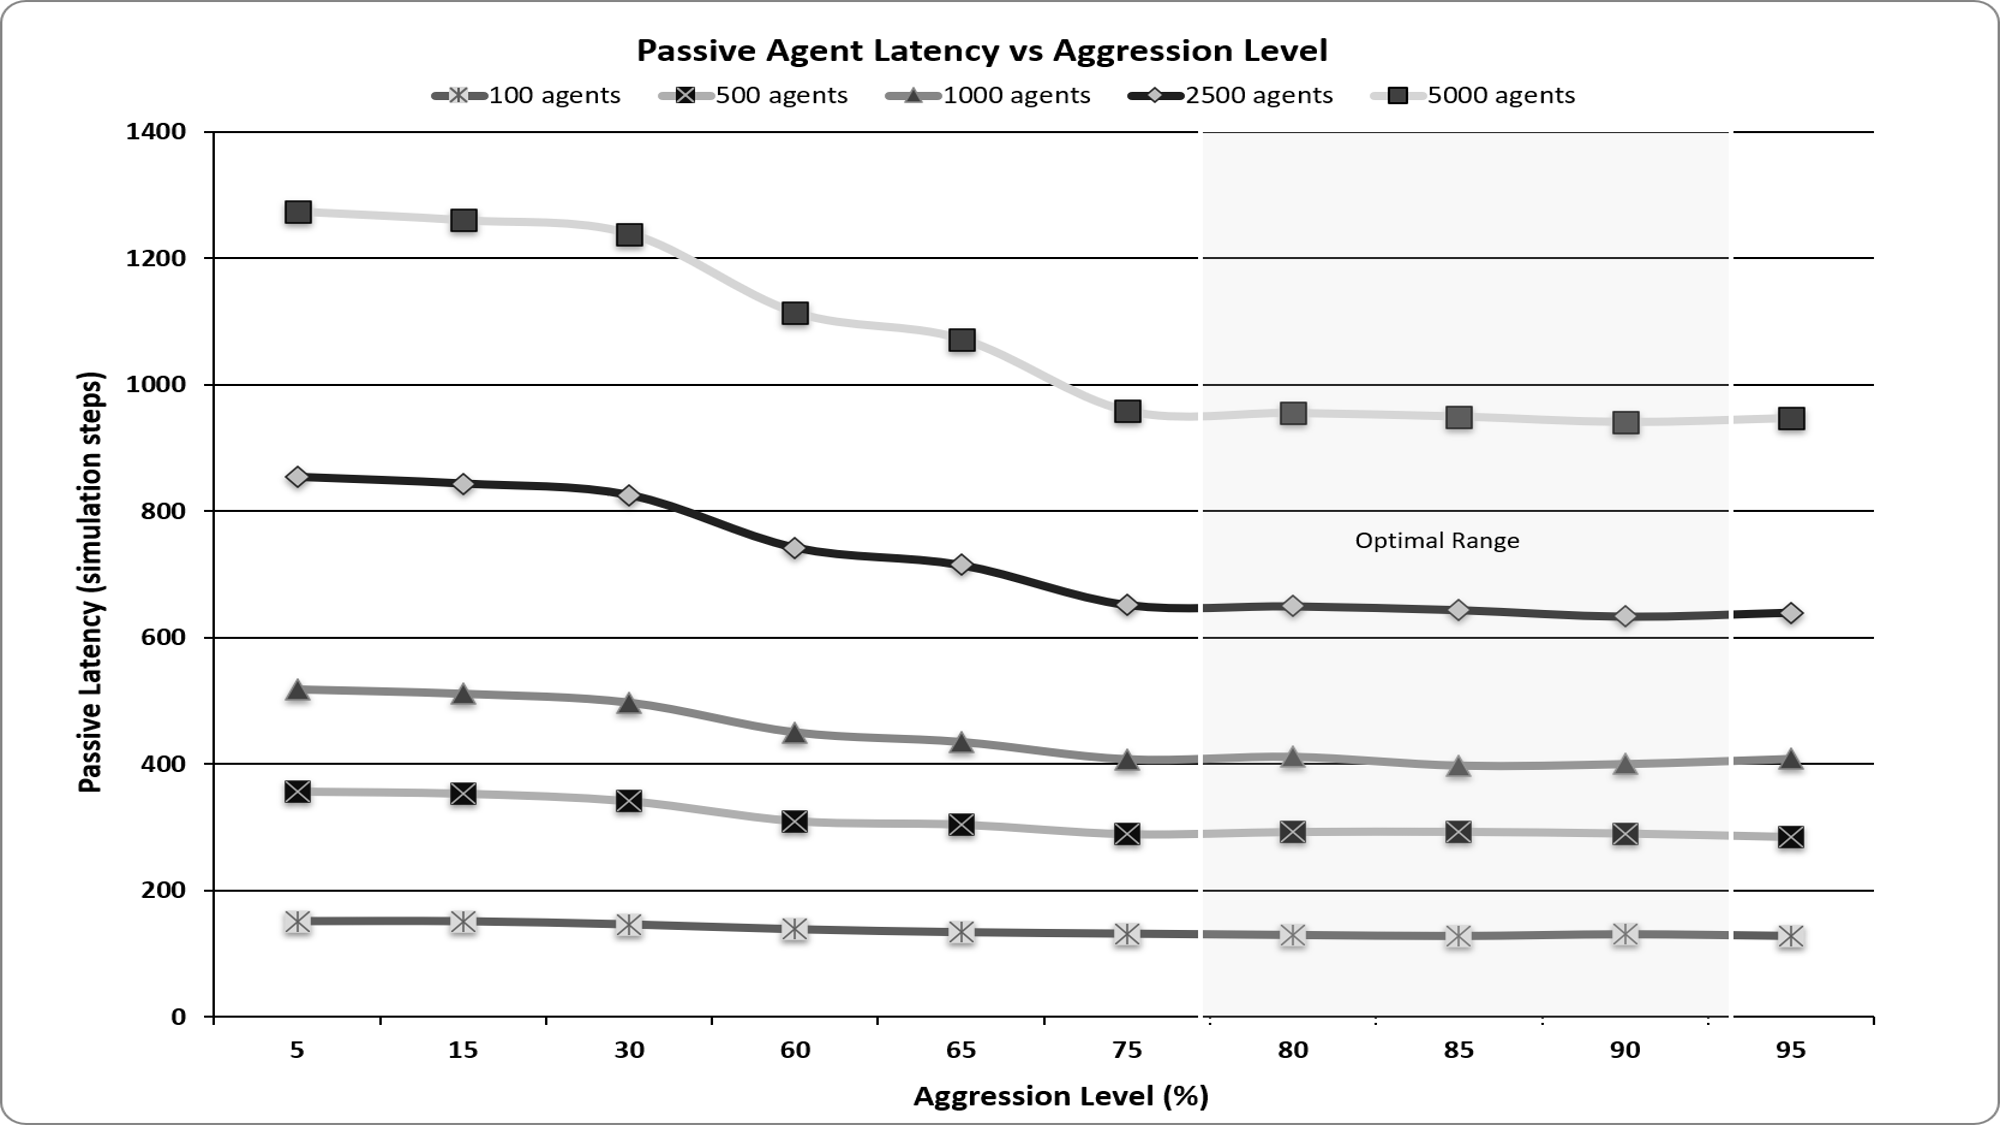 Passive Agent Latency vs Aggression Level
100 agents 500 agents 1000 agents 2500 agents 5000 agents
1400
1200
1000
800
600
400
200
0
Passive Latency (simulation steps)
Optimal Range
5 15 30 60 65 75 80 85 90 95
Aggression Level (%)